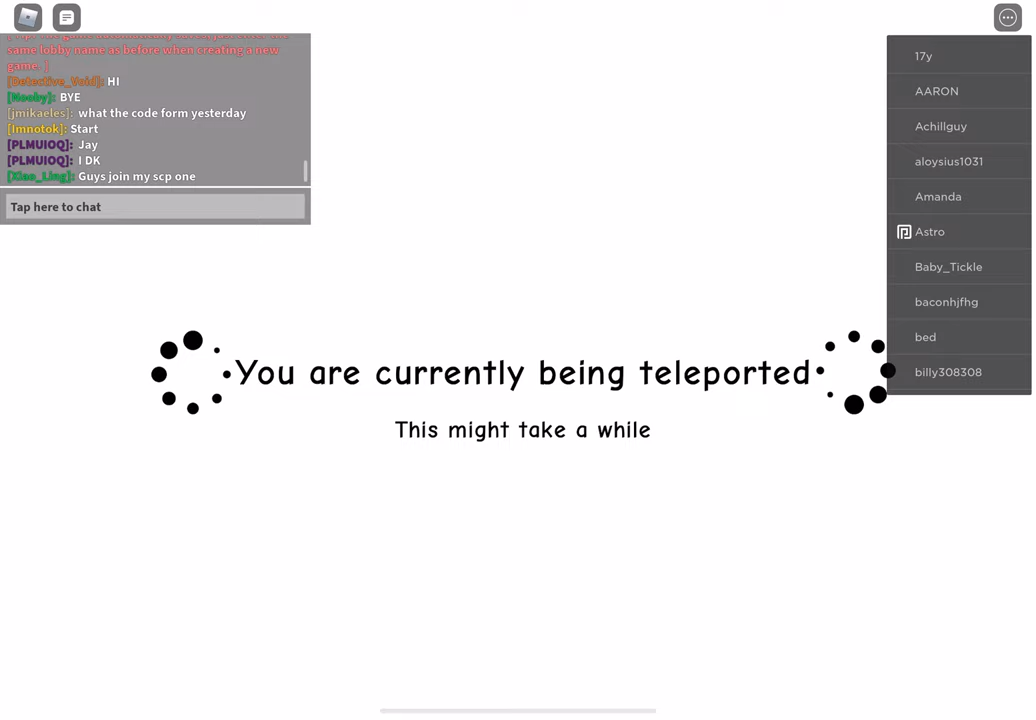 same lobby name as before when creating a new
game. ]
[Detective_Void]: HI
[Nooby]: BYE
[jmikaeles]: what the code form yesterday
[Imnotok]: Start
[PLMUIOQ]: Jay
[PLMUIOQ]: I DK
[Xiao_Ling]: Guys join my scp one
Tap here to chat
17y
AARON
Achillguy
aloysius1031
Amanda
Astro
Baby_Tickle
baconhjfhg
bed
billy308308
You are currently being teleported
This might take a while